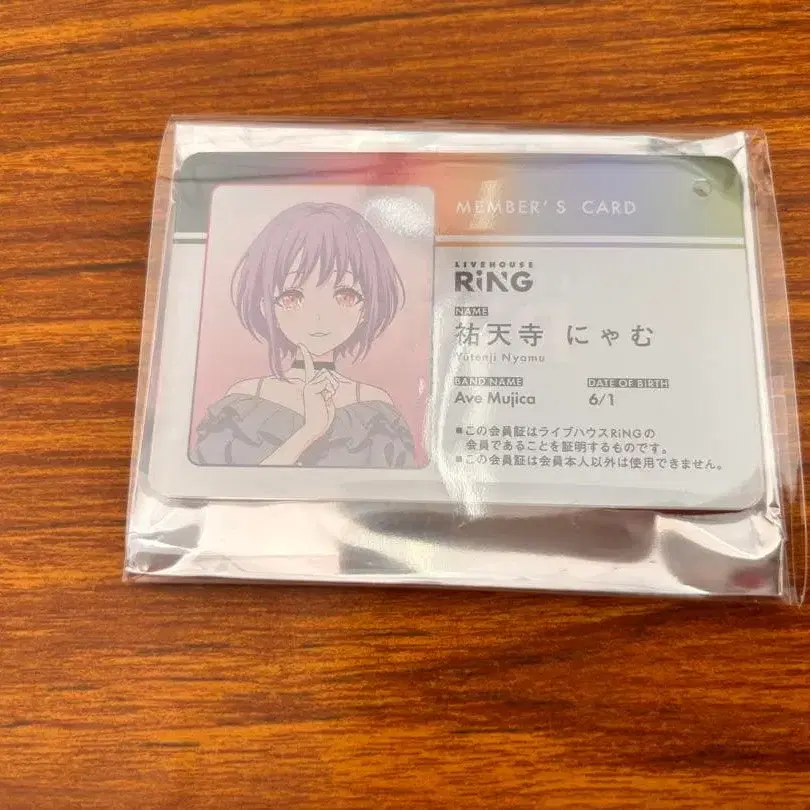 MEMBER'S CARD
LIVEHOUSE
RiNG
NAME
祐天寺 にゃむ
Yutenji Nyamu
BAND NAME
Ave Mujica
DATE OF BIRTH
6/1
■この会員証はライブハウスRiNGの
会員であることを証明するものです。
■この会員証は会員本人以外は使用できません。